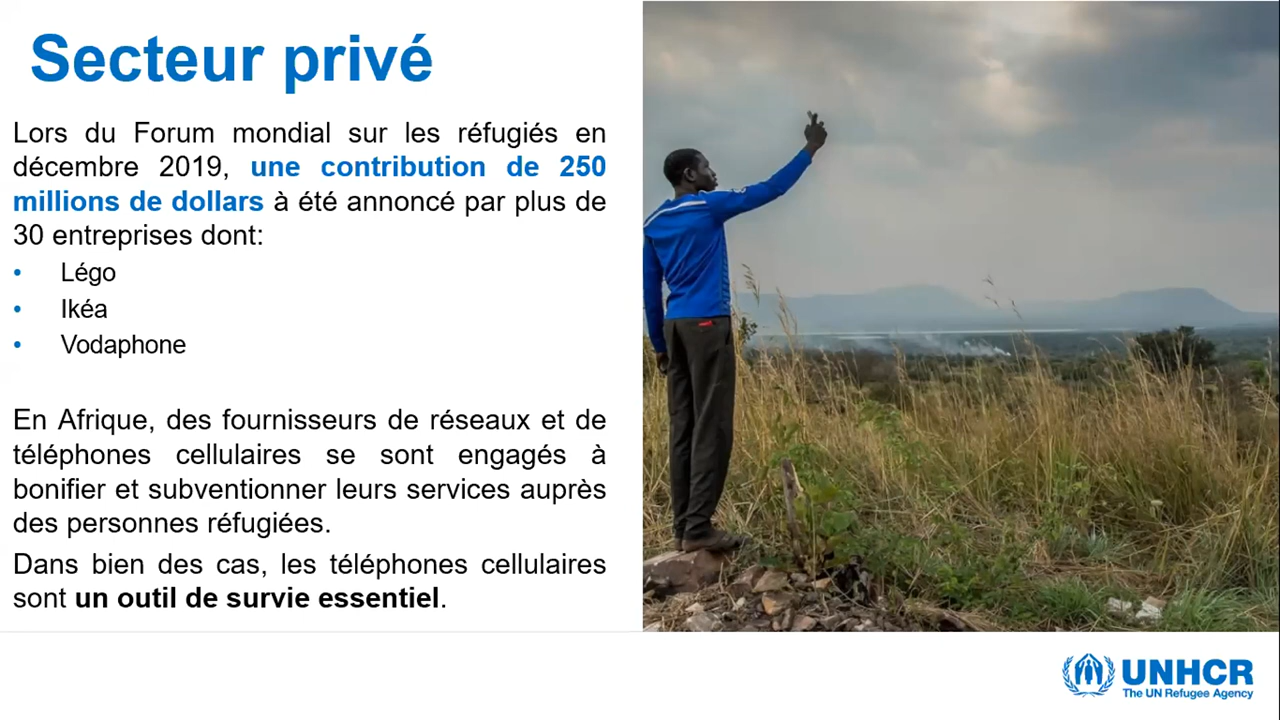 Secteur privé
Lors du Forum mondial sur les réfugiés en
décembre 2019, une contribution de 250
millions de dollars à été annoncé par plus de
30 entreprises dont:
• Légo
• Ikéa
• Vodaphone
En Afrique, des fournisseurs de réseaux et de
téléphones cellulaires se sont engagés à
bonifier et subventionner leurs services auprès
des personnes réfugiées.
Dans bien des cas, les téléphones cellulaires
sont un outil de survie essentiel.
UNHCR
The UN Refugee Agency